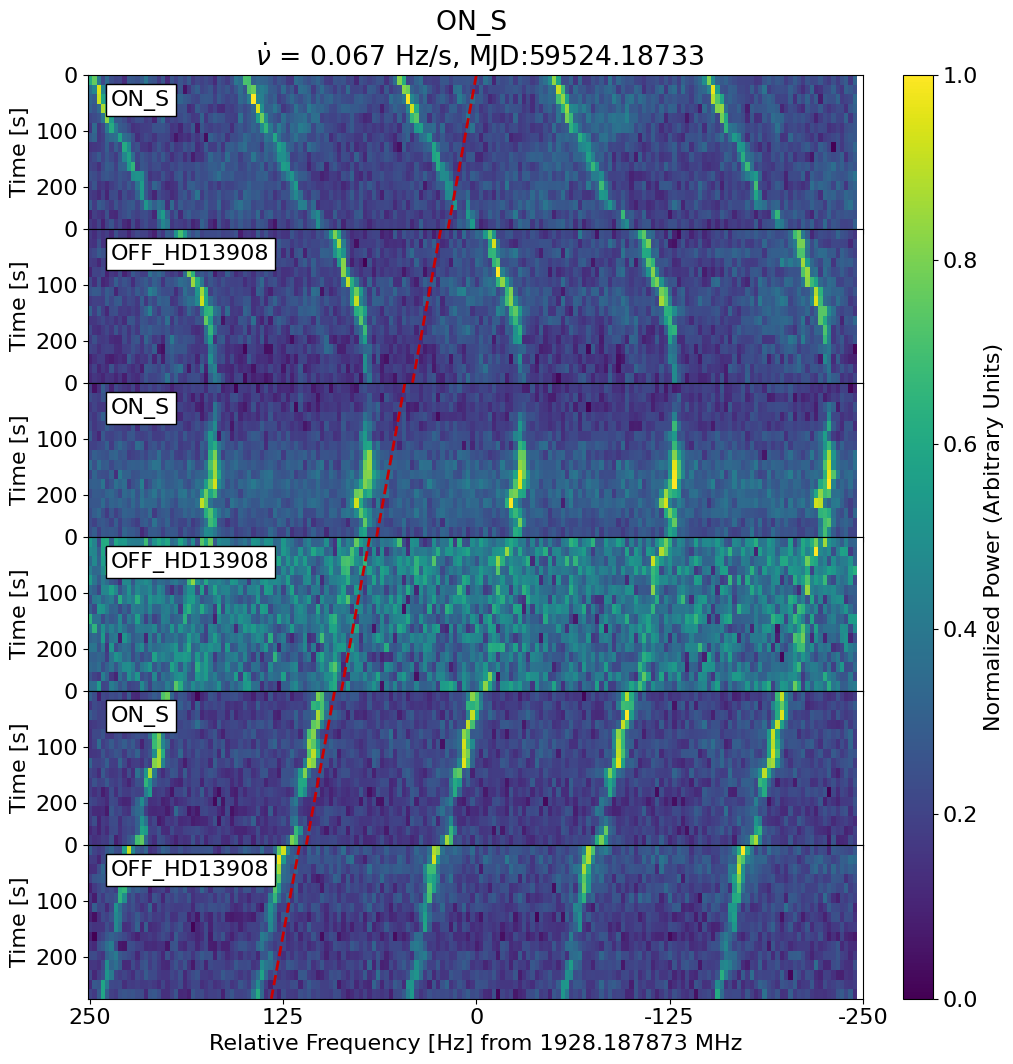 ON_S
ν̇ = 0.067 Hz/s, MJD:59524.18733
0
100
200
Time [s]
ON_S
0
100
200
Time [s]
OFF_HD13908
0
100
200
Time [s]
ON_S
0
100
200
Time [s]
OFF_HD13908
0
100
200
Time [s]
ON_S
0
100
200
Time [s]
OFF_HD13908
250 125 0 -125 -250
Relative Frequency [Hz] from 1928.187873 MHz
1.0
0.8
0.6
0.4
0.2
0.0
Normalized Power (Arbitrary Units)